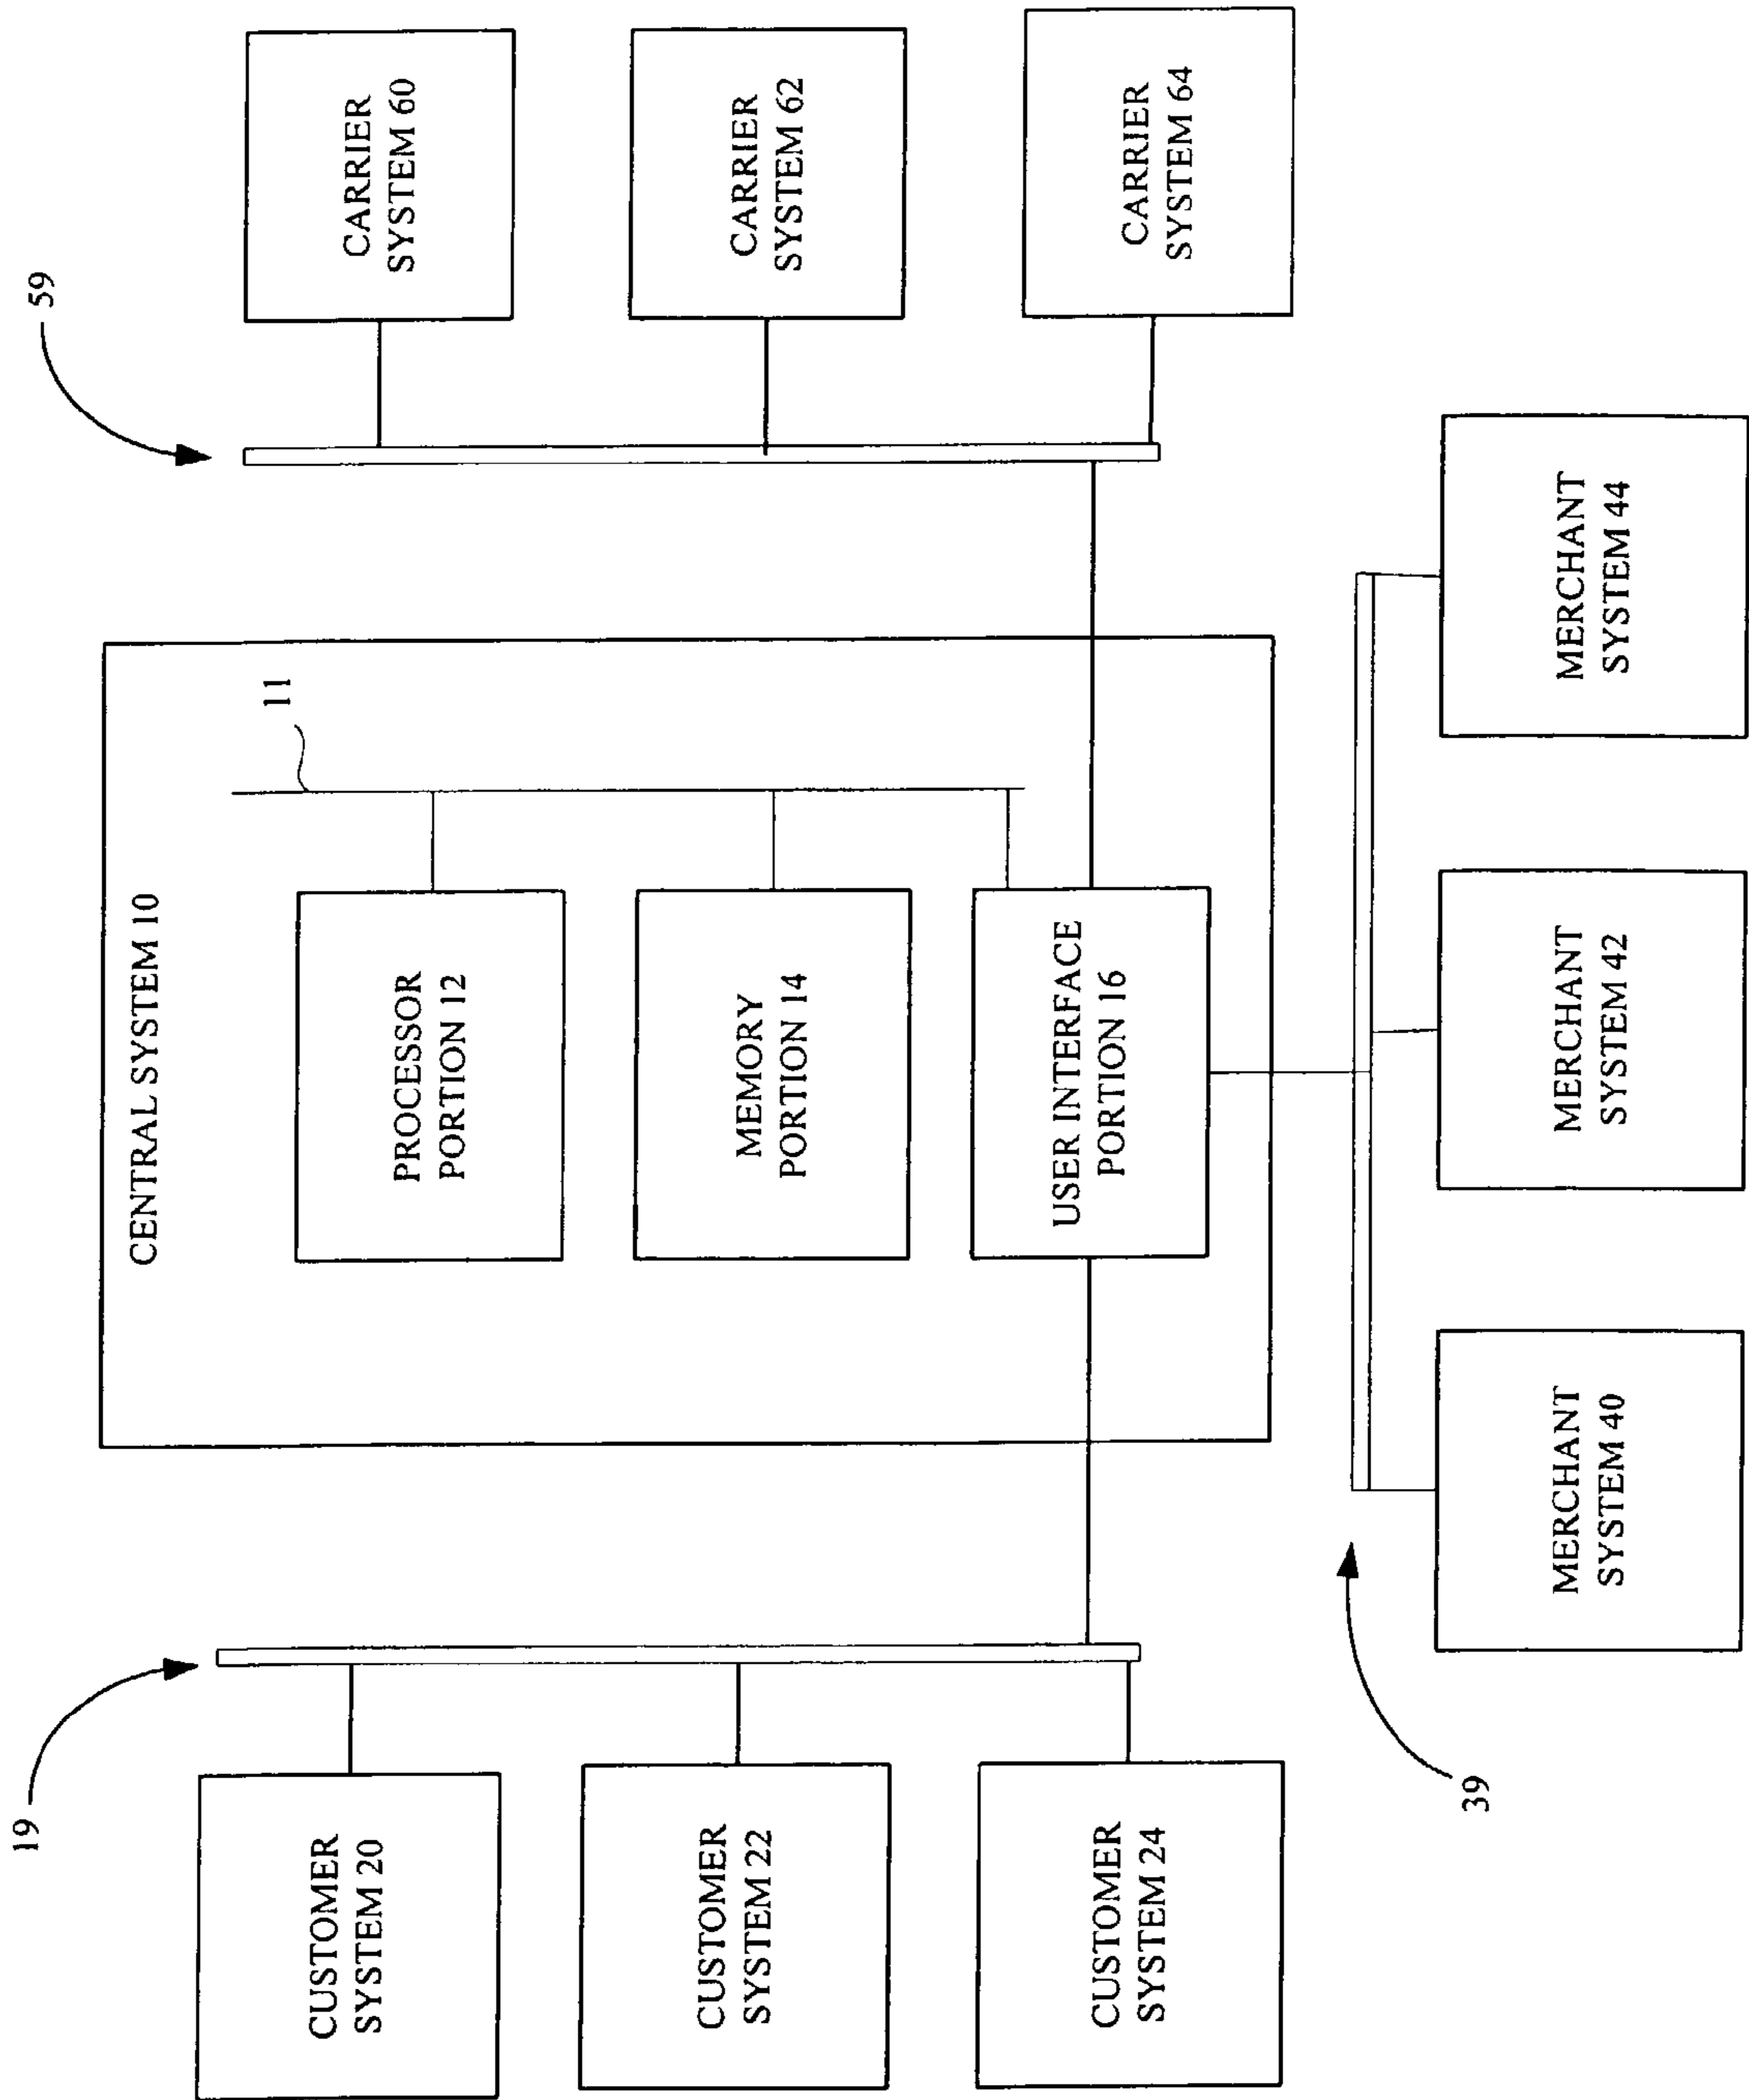 19
59
CENTRAL SYSTEM 10
11
CUSTOMER
SYSTEM 20
PROCESSOR
PORTION 12
CARRIER
SYSTEM 60
CUSTOMER
SYSTEM 22
MEMORY
PORTION 14
CARRIER
SYSTEM 62
CUSTOMER
SYSTEM 24
USER INTERFACE
PORTION 16
CARRIER
SYSTEM 64
39
MERCHANT
SYSTEM 40
MERCHANT
SYSTEM 42
MERCHANT
SYSTEM 44